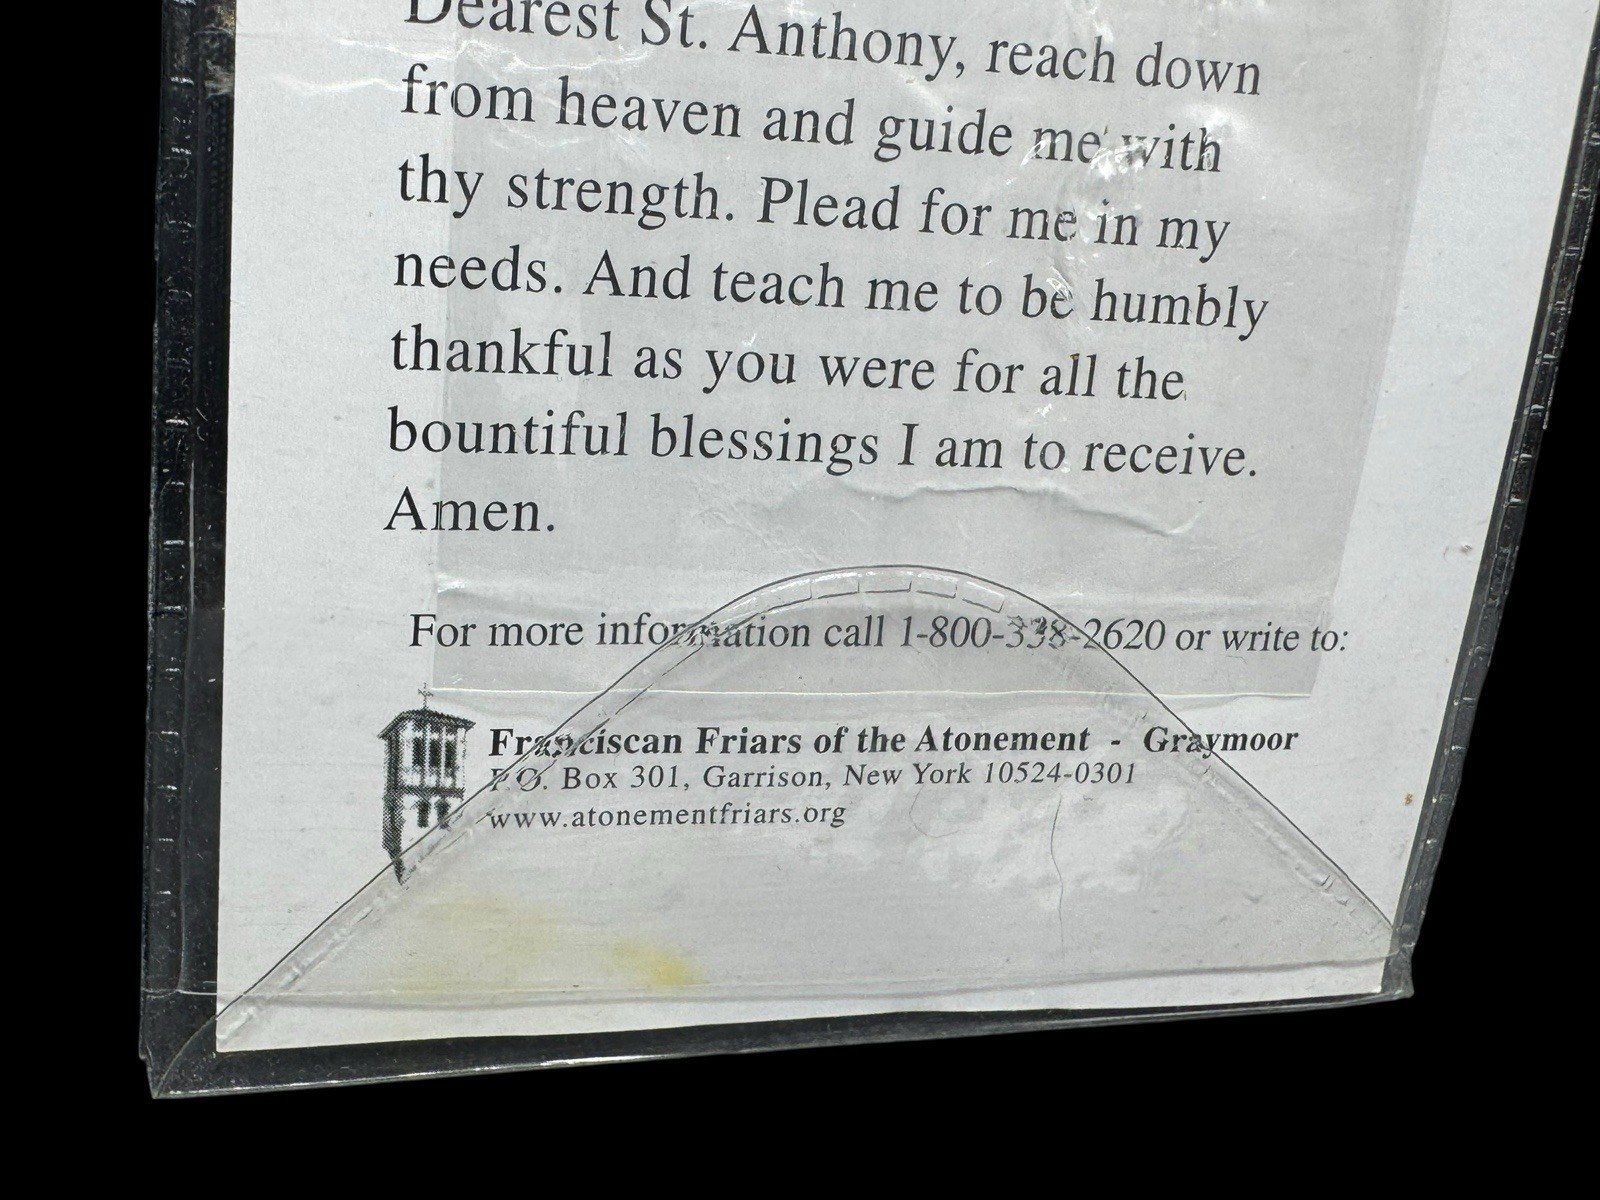 Dearest St. Anthony, reach down
from heaven and guide me with
thy strength. Plead for me in my
needs. And teach me to be humbly
thankful as you were for all the
bountiful blessings I am to receive.
Amen.
For more information call 1-800-338-2620 or write to:
Franciscan Friars of the Atonement - Graymoor
P.O. Box 301, Garrison, New York 10524-0301
www.atonementfriars.org